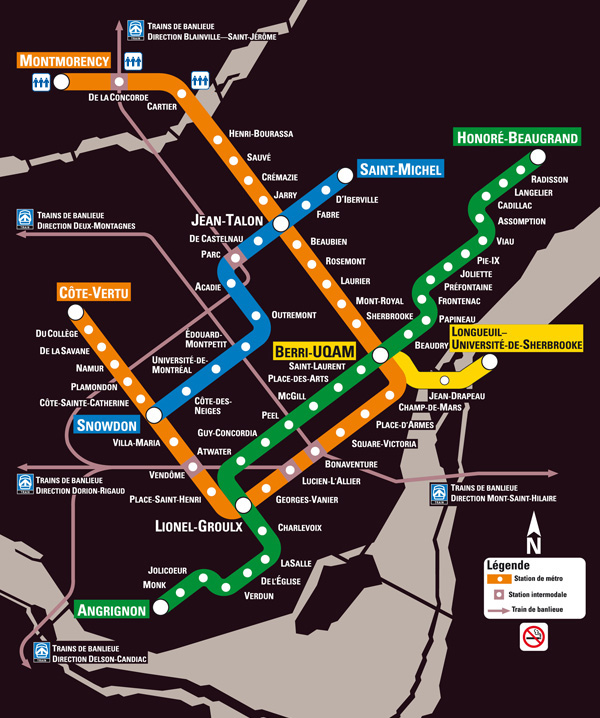 TRAINS DE BANLIEUE
DIRECTION BLAINVILLE—SAINT-JÉRÔME
TRAIN
MONTMORENCY
DE LA CONCORDE
CARTIER
HENRI-BOURASSA
SAUVÉ
CRÉMAZIE
JARRY
HONORÉ-BEAUGRAND
RADISSON
LANGELIER
CADILLAC
ASSOMPTION
VIAU
PIE-IX
JOLIETTE
PRÉFONTAINE
FRONTENAC
PAPINEAU
BEAUDRY
SAINT-MICHEL
D'IBERVILLE
FABRE
JEAN-TALON
DE CASTELNAU
PARC
ACADIE
OUTREMONT
ÉDOUARD-
MONTPETIT
UNIVERSITÉ-DE-
MONTRÉAL
CÔTE-DES-
NEIGES
TRAIN
TRAINS DE BANLIEUE
DIRECTION DEUX-MONTAGNES
BEAUBIEN
ROSEMONT
LAURIER
MONT-ROYAL
SHERBROOKE
CÔTE-VERTU
DU COLLÈGE
DE LA SAVANE
NAMUR
PLAMONDON
CÔTE-SAINTE-CATHERINE
SNOWDON
VILLA-MARIA
VENDÔME
PLACE-SAINT-HENRI
LIONEL-GROULX
BERRI-UQAM
SAINT-LAURENT
PLACE-DES-ARTS
MCGILL
PEEL
GUY-CONCORDIA
ATWATER
LONGUEUIL–
UNIVERSITÉ-DE-SHERBROOKE
JEAN-DRAPEAU
CHAMP-DE-MARS
PLACE-D'ARMES
SQUARE-VICTORIA
BONAVENTURE
LUCIEN-L'ALLIER
GEORGES-VANIER
TRAIN
TRAINS DE BANLIEUE
DIRECTION DORION-RIGAUD
TRAIN
TRAINS DE BANLIEUE
DIRECTION MONT-SAINT-HILAIRE
CHARLEVOIX
LASALLE
DE L'ÉGLISE
VERDUN
JOLICOEUR
MONK
ANGRIGNON
TRAIN
TRAINS DE BANLIEUE
DIRECTION DELSON-CANDIAC
N
Légende
Station de métro
Station intermodale
Train de banlieue